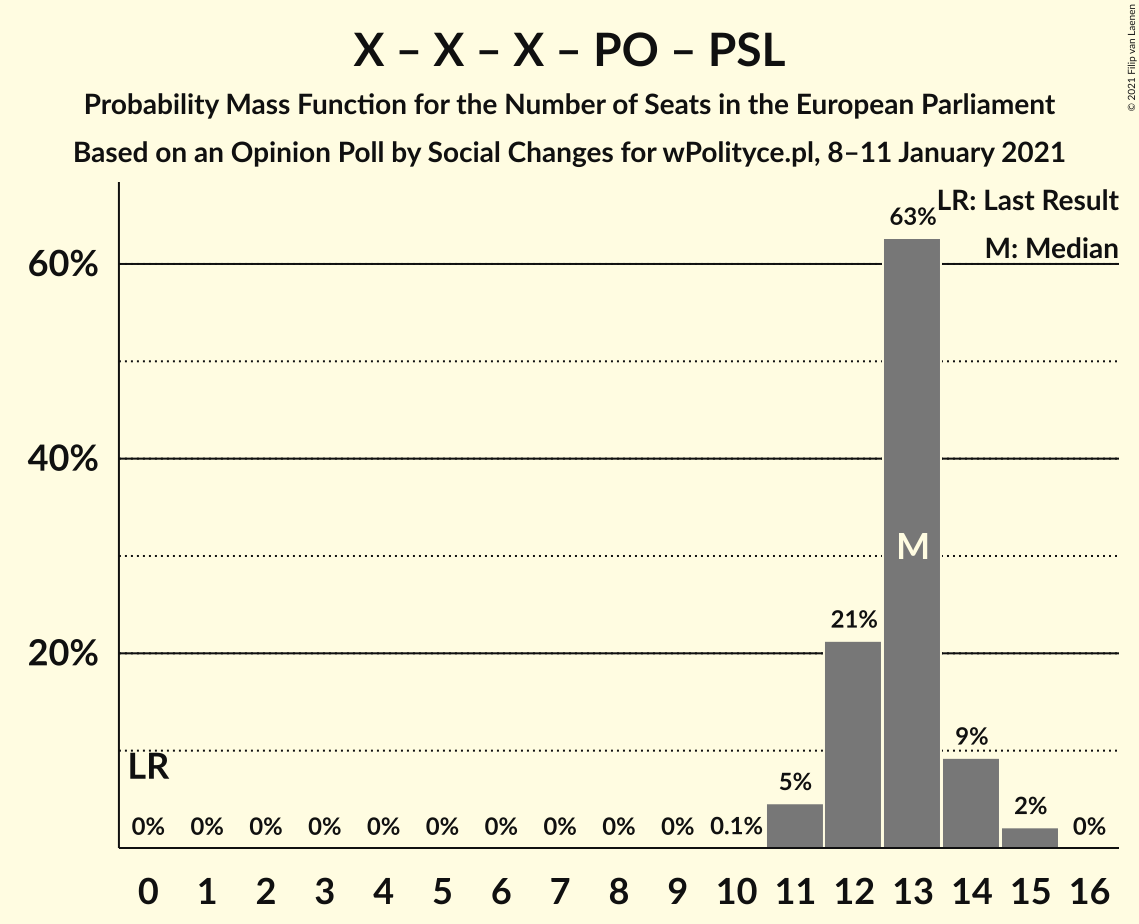 X – X – X – PO – PSL
Probability Mass Function for the Number of Seats in the European Parliament
Based on an Opinion Poll by Social Changes for wPolityce.pl, 8–11 January 2021
© 2021 Filip van Laenen
LR: Last Result
M: Median
60%
40%
20%
63%
M
21%
9%
5%
2%
LR
0% 0% 0% 0% 0% 0% 0% 0% 0% 0% 0.1% 0%
0 1 2 3 4 5 6 7 8 9 10 11 12 13 14 15 16